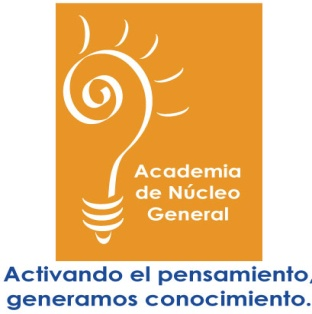 Academia
de Núcleo
General
Activando el pensamiento,
generamos conocimiento.